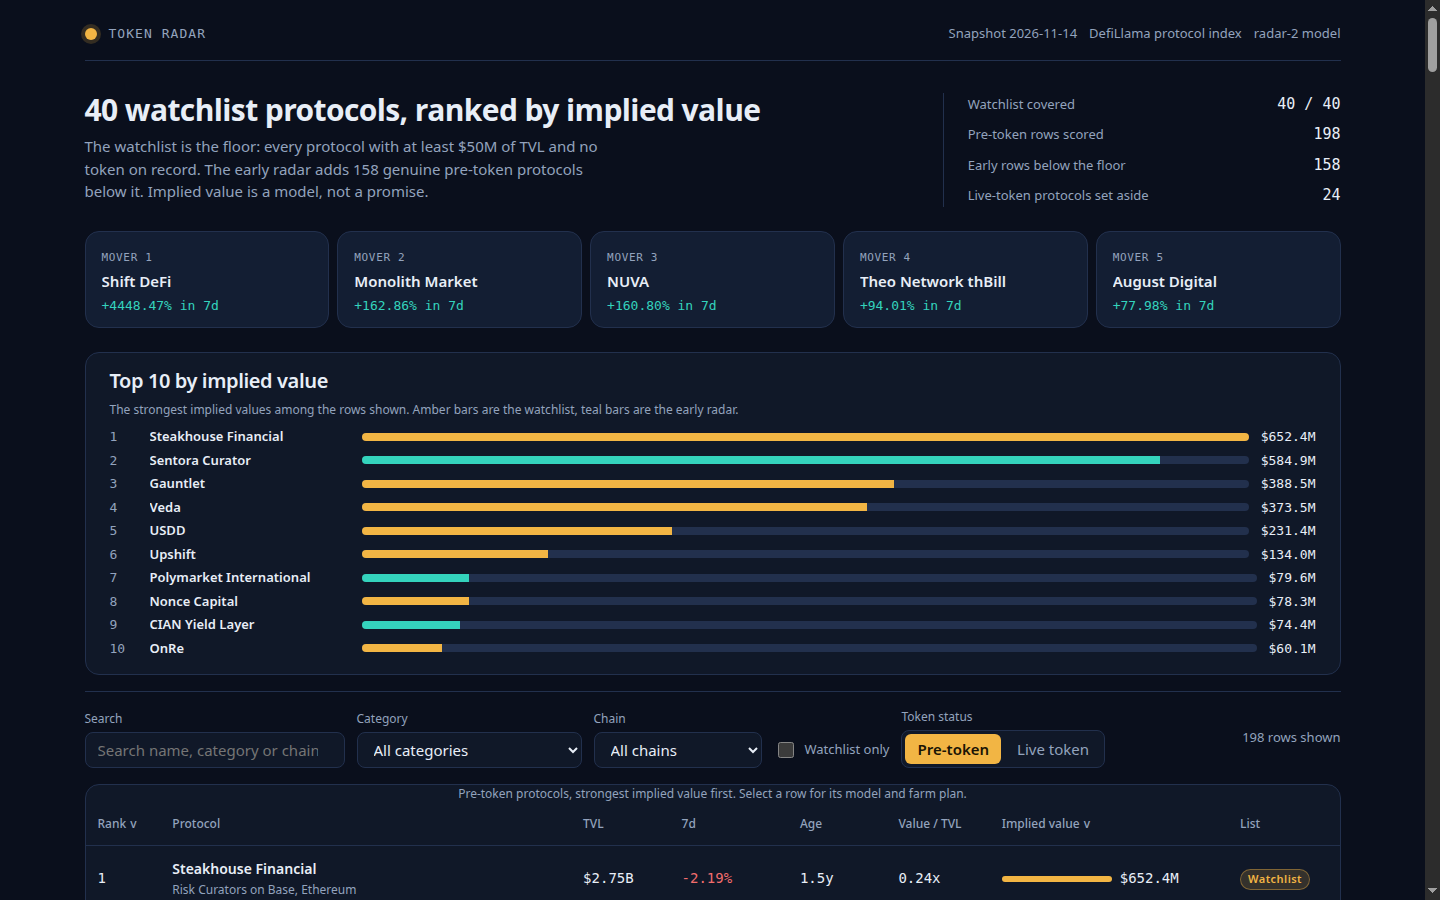 TOKEN RADAR
Snapshot 2026-11-14 DefiLlama protocol index radar-2 model
40 watchlist protocols, ranked by implied value
The watchlist is the floor: every protocol with at least $50M of TVL and no
token on record. The early radar adds 158 genuine pre-token protocols
below it. Implied value is a model, not a promise.
Watchlist covered 40 / 40
Pre-token rows scored 198
Early rows below the floor 158
Live-token protocols set aside 24
MOVER 1
Shift DeFi
+4448.47% in 7d
MOVER 2
Monolith Market
+162.86% in 7d
MOVER 3
NUVA
+160.80% in 7d
MOVER 4
Theo Network thBill
+94.01% in 7d
MOVER 5
August Digital
+77.98% in 7d
Top 10 by implied value
The strongest implied values among the rows shown. Amber bars are the watchlist, teal bars are the early radar.
1 Steakhouse Financial $652.4M
2 Sentora Curator $584.9M
3 Gauntlet $388.5M
4 Veda $373.5M
5 USDD $231.4M
6 Upshift $134.0M
7 Polymarket International $79.6M
8 Nonce Capital $78.3M
9 CIAN Yield Layer $74.4M
10 OnRe $60.1M
Search
Search name, category or chain
Category
All categories
Chain
All chains
Watchlist only
Token status
Pre-token Live token
198 rows shown
Pre-token protocols, strongest implied value first. Select a row for its model and farm plan.
Rank v Protocol TVL 7d Age Value / TVL Implied value v List
1 Steakhouse Financial $2.75B -2.19% 1.5y 0.24x $652.4M Watchlist
Risk Curators on Base, Ethereum